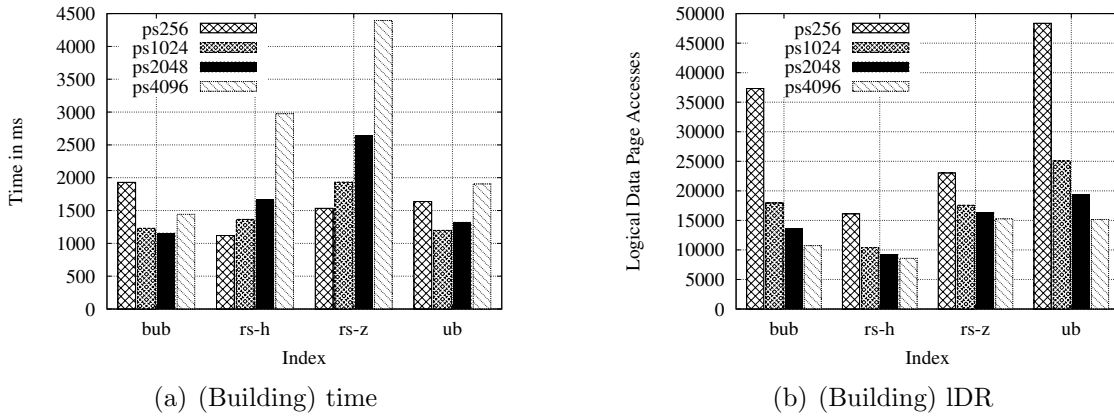 4500
4000
3500
3000
2500
2000
1500
1000
500
0
Time in ms
ps256
ps1024
ps2048
ps4096
bub rs-h rs-z ub
Index
(a) (Building) time
50000
45000
40000
35000
30000
25000
20000
15000
10000
5000
0
Logical Data Page Accesses
ps256
ps1024
ps2048
ps4096
bub rs-h rs-z ub
Index
(b) (Building) lDR